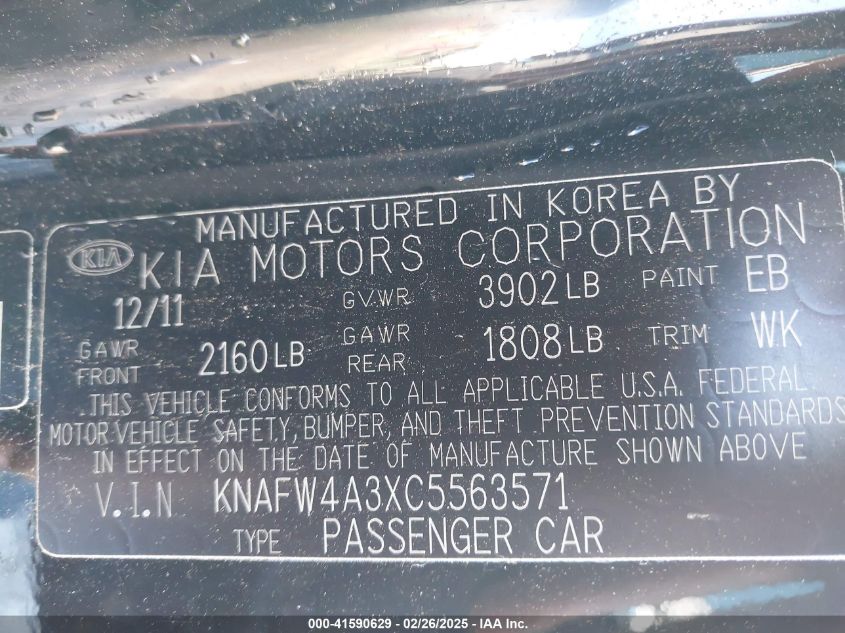 MANUFACTURED IN KOREA BY
KIA KIA MOTORS CORPORATION
12/11 GVWR 3902 LB PAINT EB
GAWR FRONT 2160 LB GAWR REAR 1808 LB TRIM WK
THIS VEHICLE CONFORMS TO ALL APPLICABLE U.S.A. FEDERAL
MOTOR VEHICLE SAFETY, BUMPER, AND THEFT PREVENTION STANDARDS
IN EFFECT ON THE DATE OF MANUFACTURE SHOWN ABOVE
V.I.N KNAFW4A3XC5563571
TYPE PASSENGER CAR
000-41590629 - 02/26/2025 - IAA Inc.